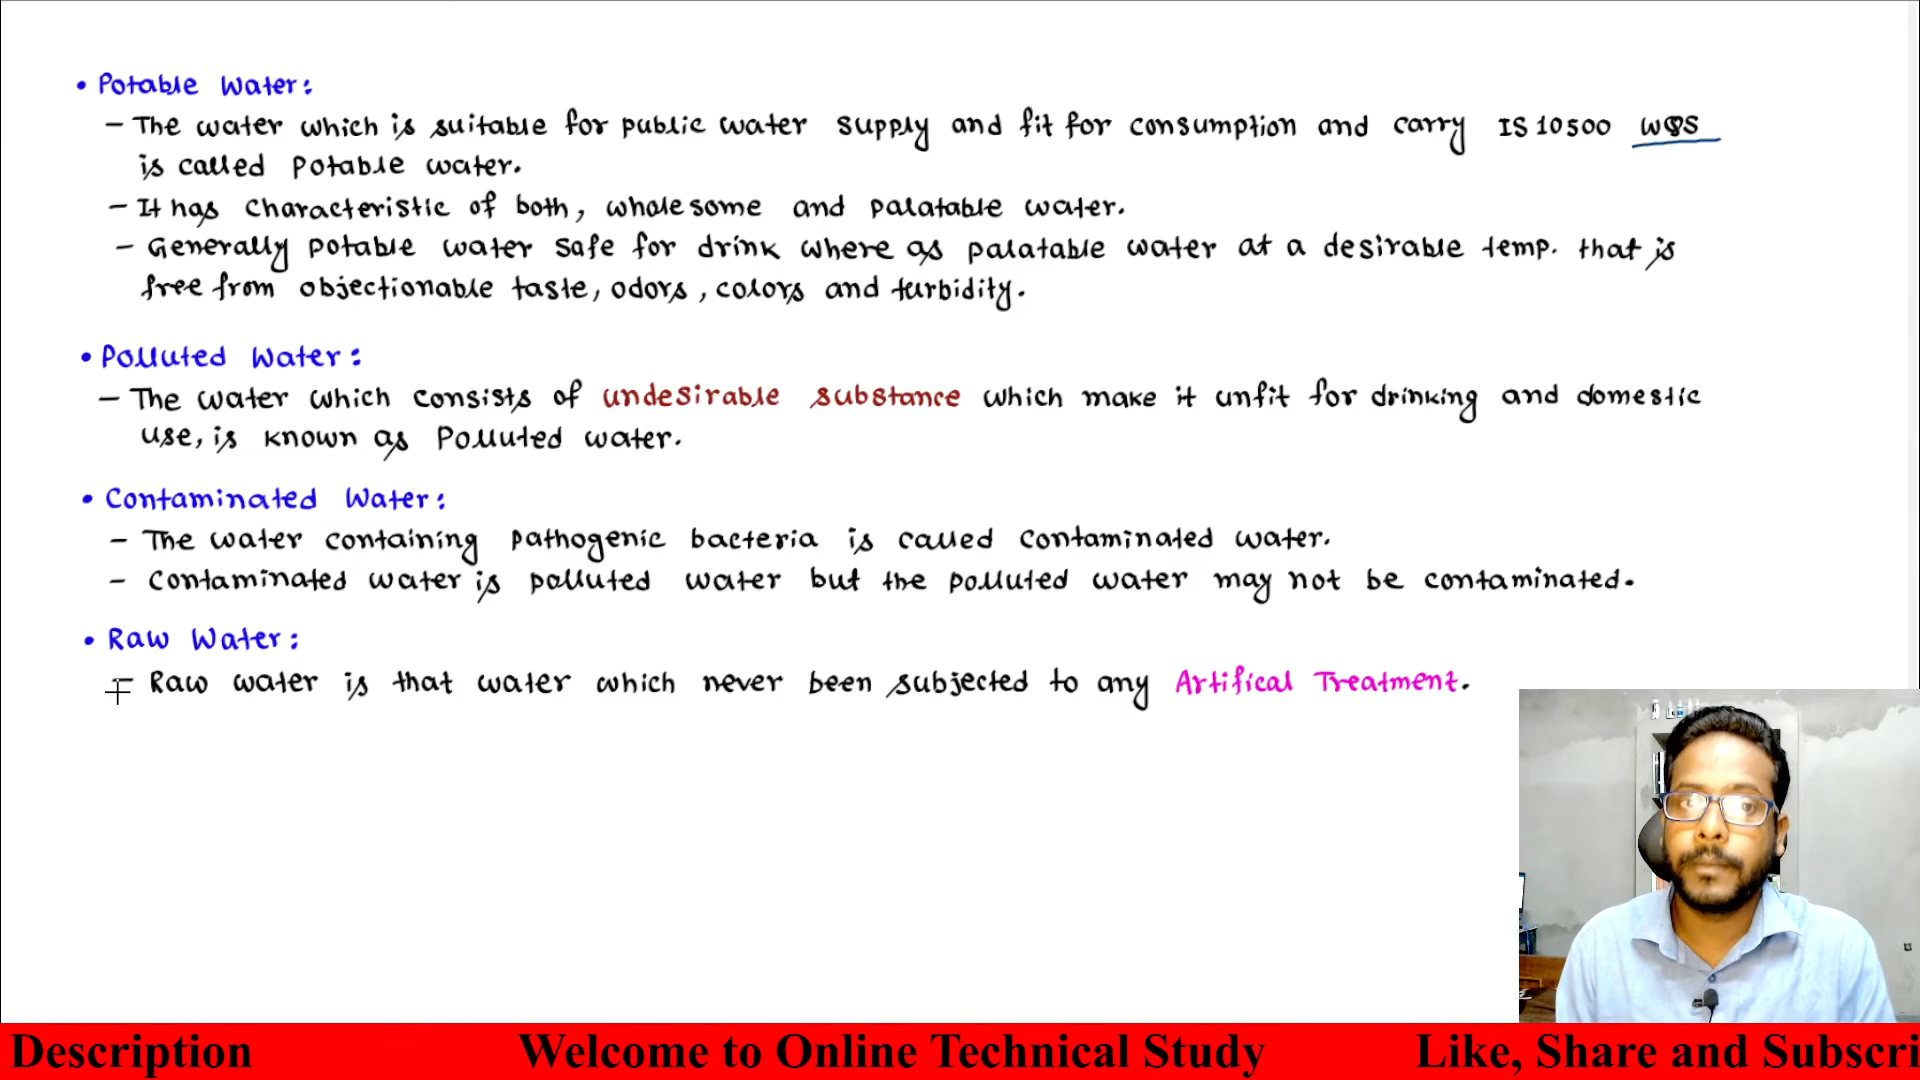 • Potable Water:
– The water which is suitable for public water supply and fit for consumption and carry IS 10500 WQS
is called Potable water.
– It has characteristic of both, wholesome and palatable water.
– Generally potable water safe for drink where as palatable water at a desirable temp. that is
free from objectionable taste, odors, colors and turbidity.
• Polluted Water:
– The water which consists of undesirable substance which make it unfit for drinking and domestic
use, is known as Polluted water.
• Contaminated Water:
– The water containing pathogenic bacteria is called contaminated water.
– Contaminated water is polluted water but the polluted water may not be contaminated.
• Raw Water:
– Raw water is that water which never been subjected to any Artifical Treatment.
Description Welcome to Online Technical Study Like, Share and Subscri